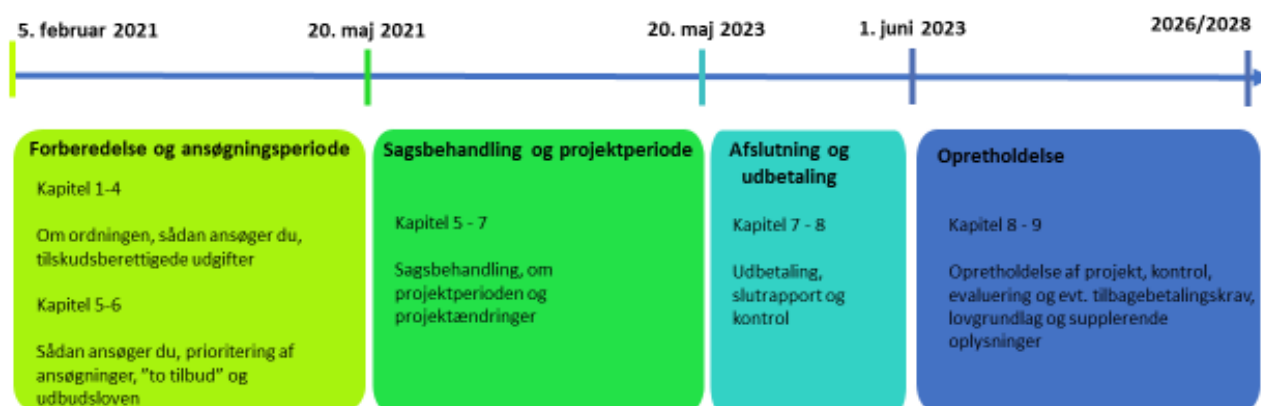 5. februar 2021
20. maj 2021
20. maj 2023
1. juni 2023
2026/2028
Forberedelse og ansøgningsperiode
Kapitel 1-4
Om ordningen, sådan ansøger du,
tilskudsberettigede udgifter
Kapitel 5-6
Sådan ansøger du, prioritering af
ansøgninger, ”to tilbud” og
udbudsloven
Sagsbehandling og projektperiode
Kapitel 5 - 7
Sagsbehandling, om
projektperioden og
projektændringer
Afslutning og
udbetaling
Kapitel 7 - 8
Udbetaling,
slutrapport og
kontrol
Opretholdelse
Kapitel 8 - 9
Opretholdelse af projekt, kontrol,
evaluering og evt. tilbagebetalingskrav,
lovgrundlag og supplerende
oplysninger